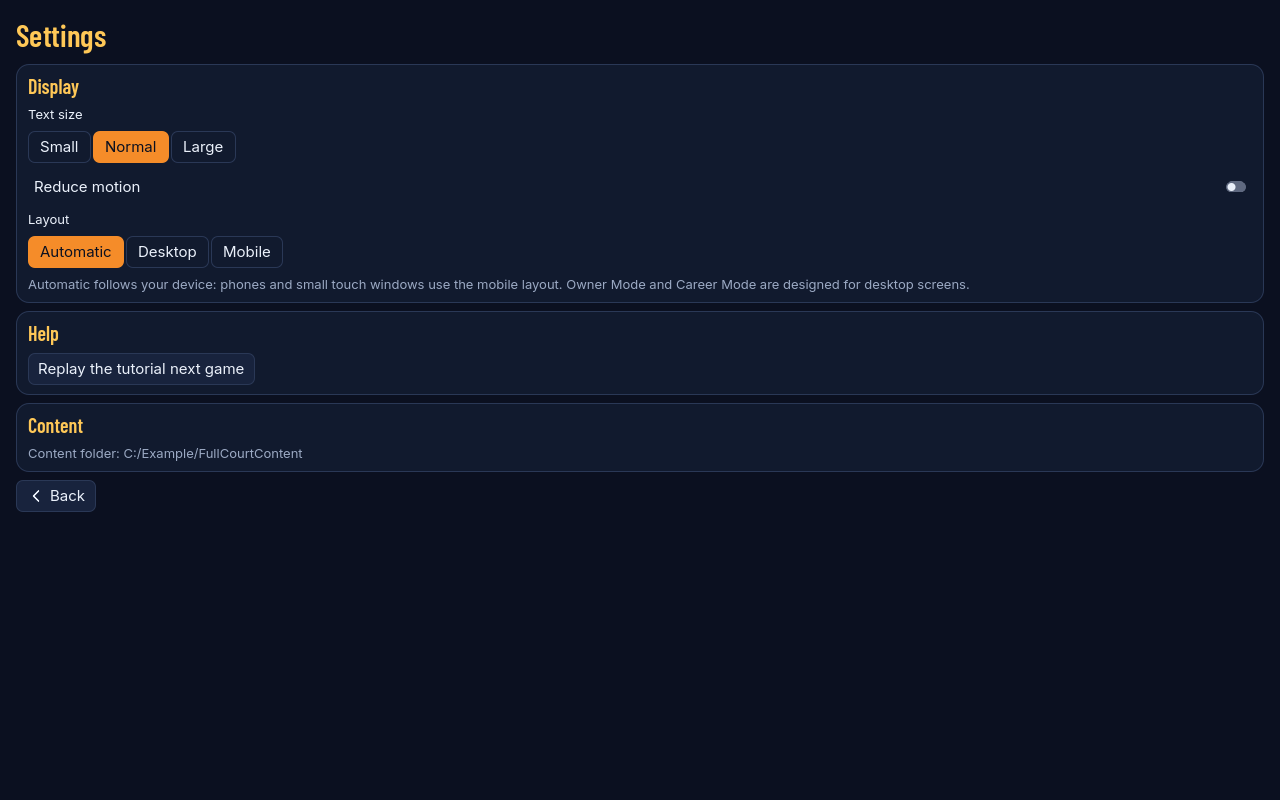 Settings
Display
Text size
Small Normal Large
Reduce motion
Layout
Automatic Desktop Mobile
Automatic follows your device: phones and small touch windows use the mobile layout. Owner Mode and Career Mode are designed for desktop screens.
Help
Replay the tutorial next game
Content
Content folder: C:/Example/FullCourtContent
Back